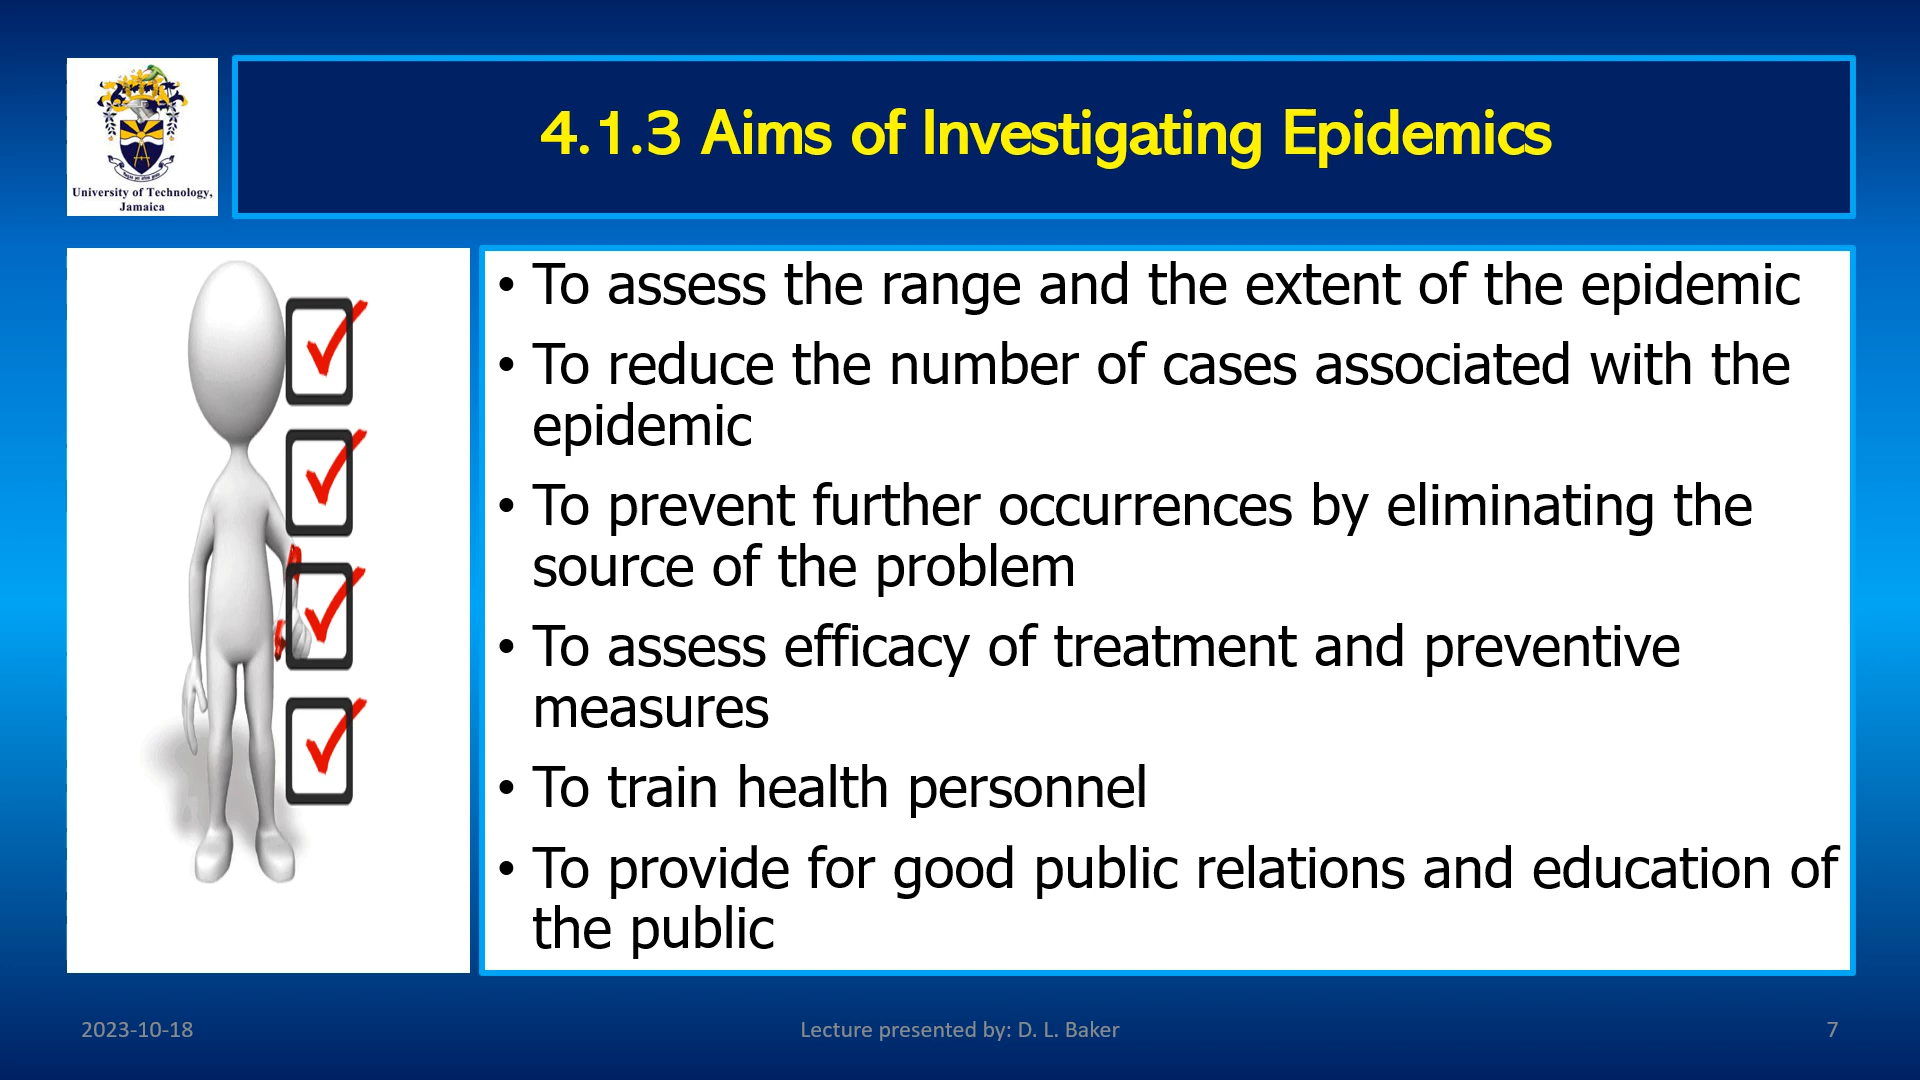 University of Technology,
Jamaica
4.1.3 Aims of Investigating Epidemics
• To assess the range and the extent of the epidemic
• To reduce the number of cases associated with the
epidemic
• To prevent further occurrences by eliminating the
source of the problem
• To assess efficacy of treatment and preventive
measures
• To train health personnel
• To provide for good public relations and education of
the public
2023-10-18
Lecture presented by: D. L. Baker
7